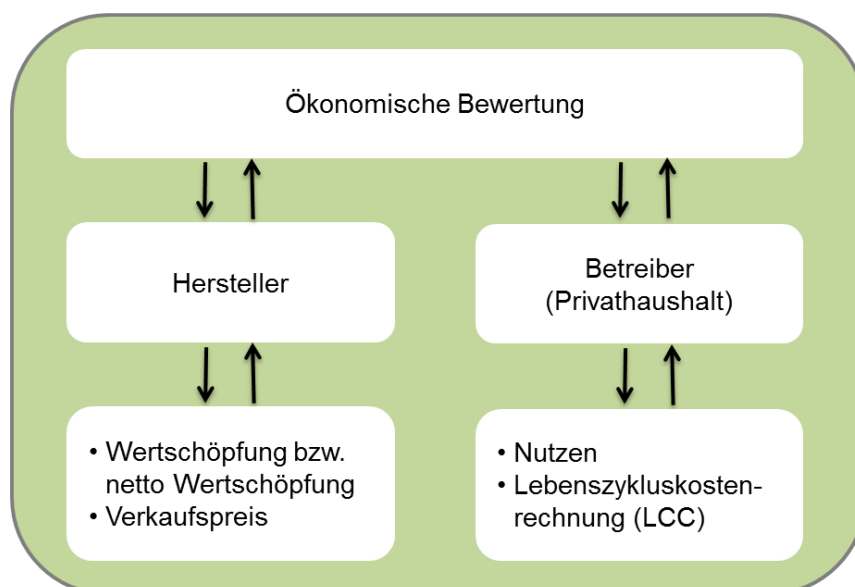 Ökonomische Bewertung
Hersteller
Betreiber
(Privathaushalt)
• Wertschöpfung bzw.
netto Wertschöpfung
• Verkaufspreis
• Nutzen
• Lebenszykluskosten-
rechnung (LCC)